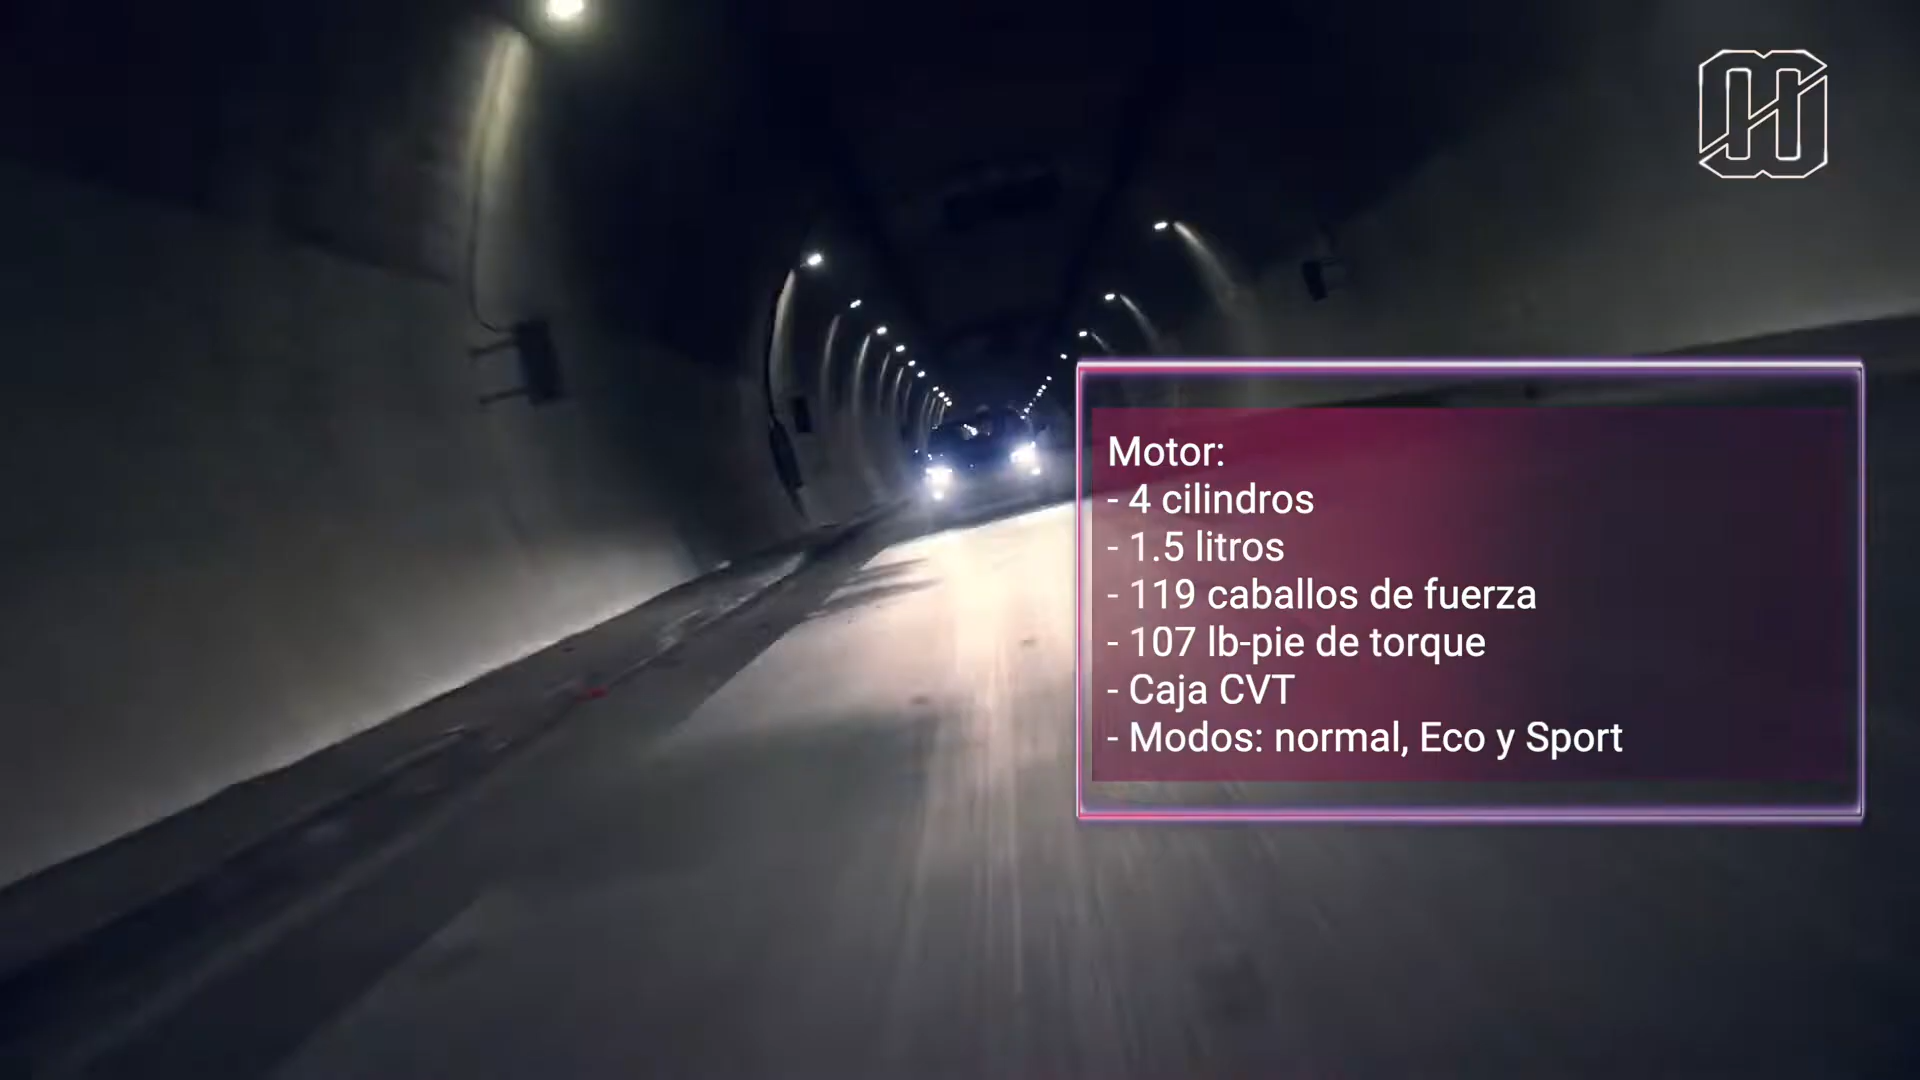 Motor:
- 4 cilindros
- 1.5 litros
- 119 caballos de fuerza
- 107 lb-pie de torque
- Caja CVT
- Modos: normal, Eco y Sport